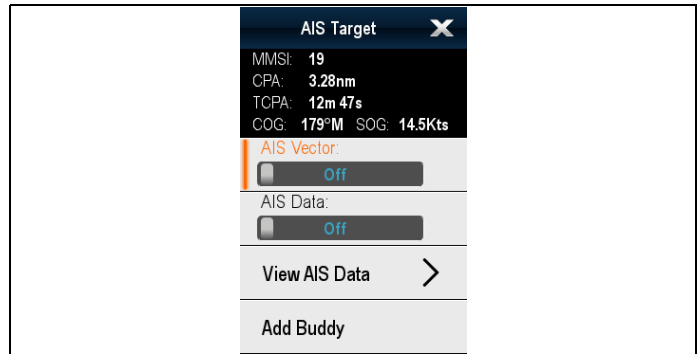 AIS Target
MMSI: 19
CPA: 3.28nm
TCPA: 12m 47s
COG: 179°M SOG: 14.5Kts
AIS Vector:
Off
AIS Data:
Off
View AIS Data
Add Buddy